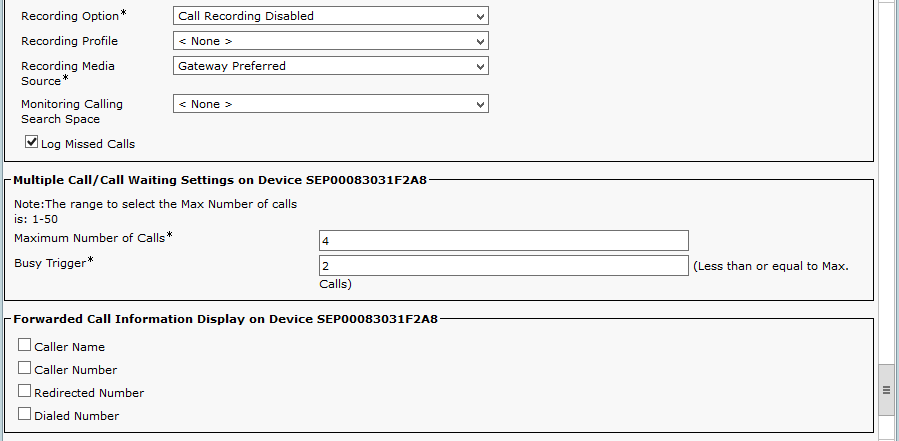 Recording Option* Call Recording Disabled
Recording Profile < None >
Recording Media
Source* Gateway Preferred
Monitoring Calling
Search Space < None >
Log Missed Calls
Multiple Call/Call Waiting Settings on Device SEP00083031F2A8
Note:The range to select the Max Number of calls
is: 1-50
Maximum Number of Calls* 4
Busy Trigger* 2 (Less than or equal to Max.
Calls)
Forwarded Call Information Display on Device SEP00083031F2A8
Caller Name
Caller Number
Redirected Number
Dialed Number